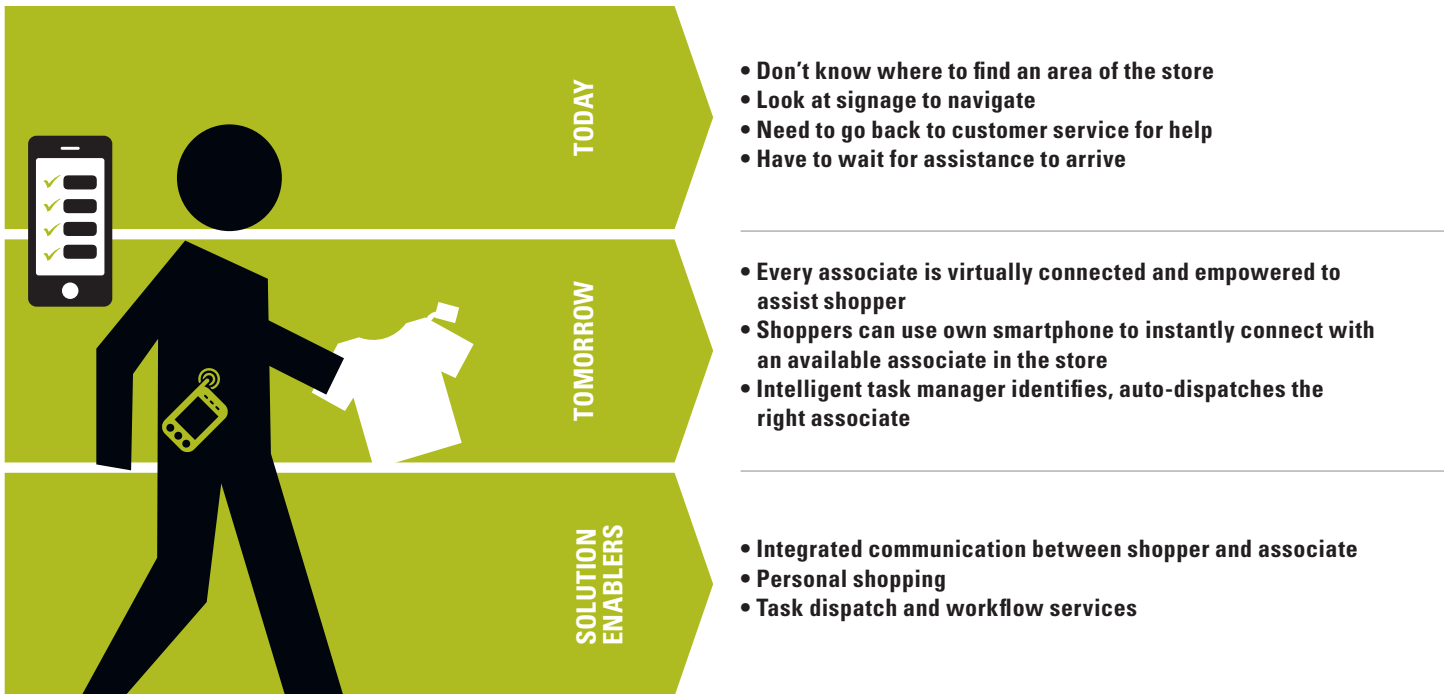 TODAY
• Don’t know where to find an area of the store
• Look at signage to navigate
• Need to go back to customer service for help
• Have to wait for assistance to arrive
TOMORROW
• Every associate is virtually connected and empowered to
assist shopper
• Shoppers can use own smartphone to instantly connect with
an available associate in the store
• Intelligent task manager identifies, auto-dispatches the
right associate
SOLUTION
ENABLERS
• Integrated communication between shopper and associate
• Personal shopping
• Task dispatch and workflow services